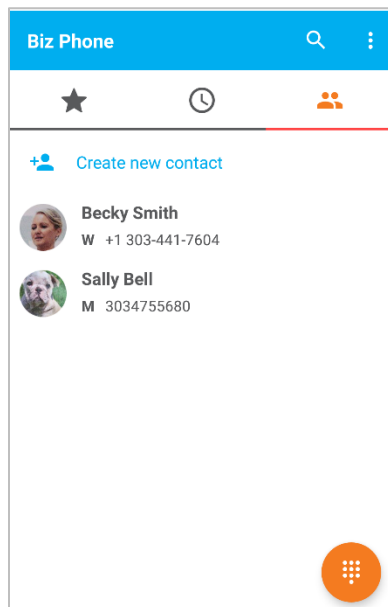 Biz Phone
Create new contact
Becky Smith
W +1 303-441-7604
Sally Bell
M 3034755680